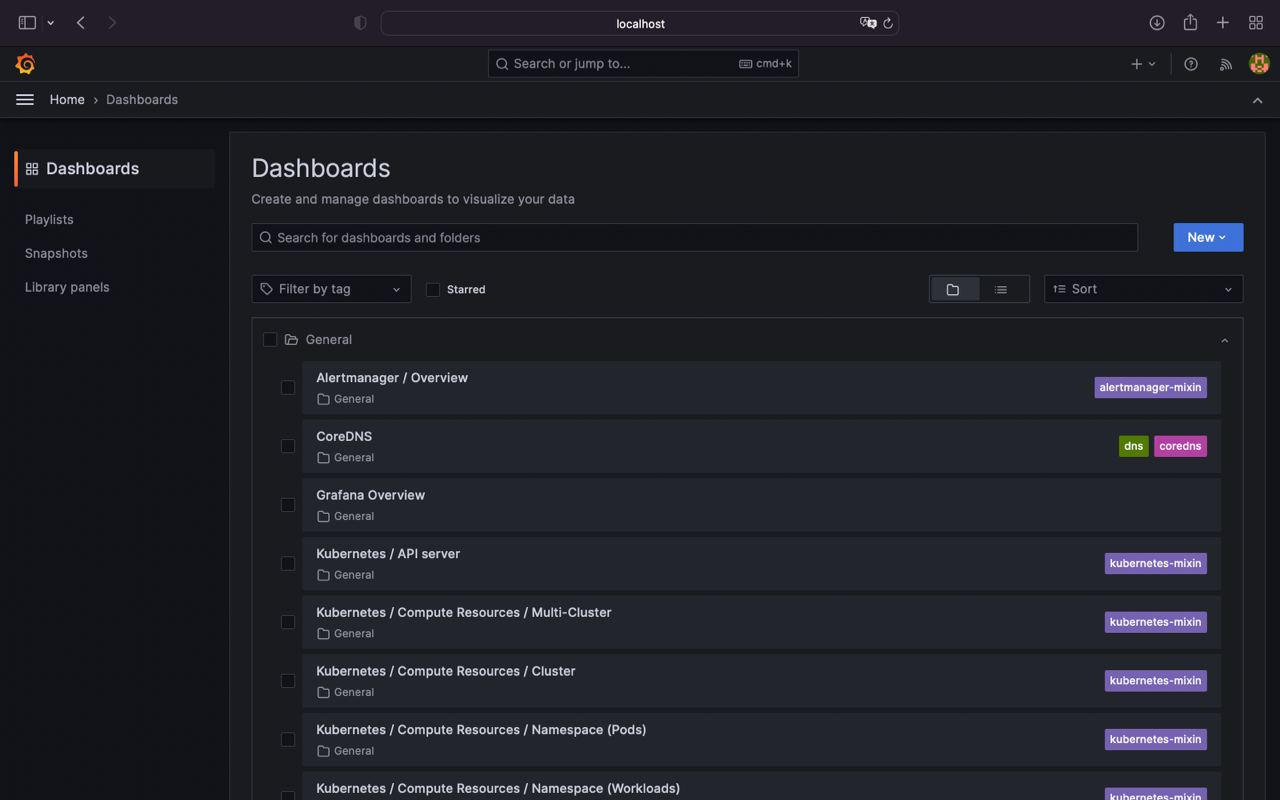 localhost
Search or jump to...
cmd+k
Home
Dashboards
Dashboards
Playlists
Snapshots
Library panels
Dashboards
Create and manage dashboards to visualize your data
Search for dashboards and folders
New
Filter by tag
Starred
Sort
General
Alertmanager / Overview
General
alertmanager-mixin
CoreDNS
General
dns
coredns
Grafana Overview
General
Kubernetes / API server
General
kubernetes-mixin
Kubernetes / Compute Resources / Multi-Cluster
General
kubernetes-mixin
Kubernetes / Compute Resources / Cluster
General
kubernetes-mixin
Kubernetes / Compute Resources / Namespace (Pods)
General
kubernetes-mixin
Kubernetes / Compute Resources / Namespace (Workloads)
kubernetes-mixin